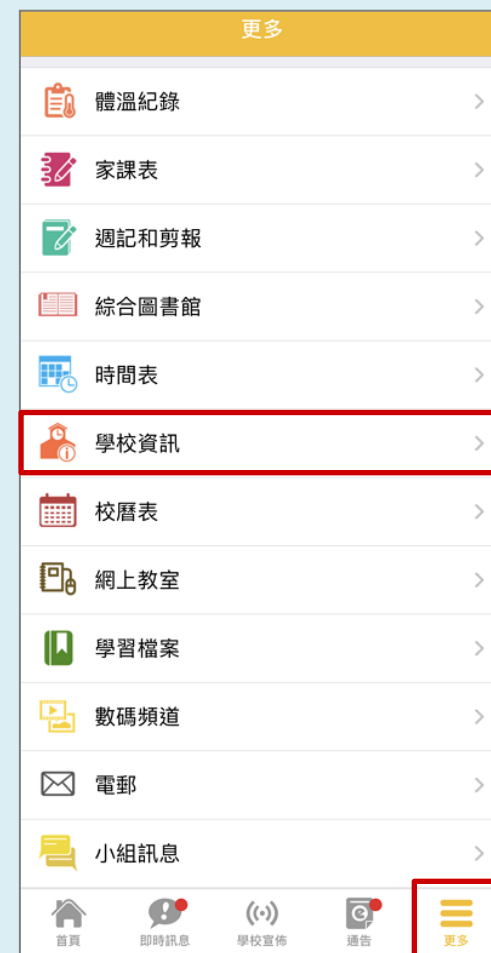 更多
體溫紀錄
家課表
週記和剪報
綜合圖書館
時間表
學校資訊
校曆表
網上教室
學習檔案
數碼頻道
電郵
小組訊息
首頁
即時訊息
學校宣佈
通告
更多